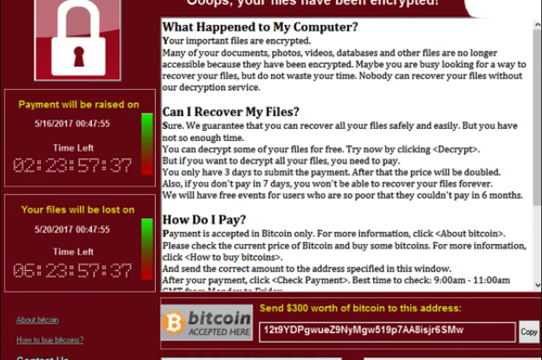 Ooops, your files have been encrypted!
What Happened to My Computer?
Your important files are encrypted.
Many of your documents, photos, videos, databases and other files are no longer
accessible because they have been encrypted. Maybe you are busy looking for a way to
recover your files, but do not waste your time. Nobody can recover your files without
our decryption service.
Can I Recover My Files?
Sure. We guarantee that you can recover all your files safely and easily. But you have
not so enough time.
You can decrypt some of your files for free. Try now by clicking <Decrypt>.
But if you want to decrypt all your files, you need to pay.
You only have 3 days to submit the payment. After that the price will be doubled.
Also, if you don't pay in 7 days, you won't be able to recover your files forever.
We will have free events for users who are so poor that they couldn't pay in 6 months.
How Do I Pay?
Payment is accepted in Bitcoin only. For more information, click <About bitcoin>.
Please check the current price of Bitcoin and buy some bitcoins. For more information,
click <How to buy bitcoins>.
And send the correct amount to the address specified in this window.
After your payment, click <Check Payment>. Best time to check: 9:00am - 11:00am
GMT from Monday to Friday.
Payment will be raised on
5/16/2017 00:47:55
Time Left
02:23:57:37
Your files will be lost on
5/20/2017 00:47:55
Time Left
06:23:57:37
About bitcoin
How to buy bitcoins?
Contact Us
bitcoin
ACCEPTED HERE
Send $300 worth of bitcoin to this address:
12t9YDPgwueZ9NyMgw519p7AA8isjr6SMw
Copy